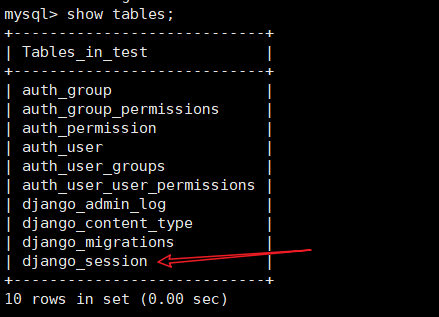 mysql> show tables;
+----------------------------+
| Tables_in_test             |
+----------------------------+
| auth_group                 |
| auth_group_permissions     |
| auth_permission            |
| auth_user                  |
| auth_user_groups           |
| auth_user_user_permissions |
| django_admin_log           |
| django_content_type        |
| django_migrations          |
| django_session             |
+----------------------------+
10 rows in set (0.00 sec)